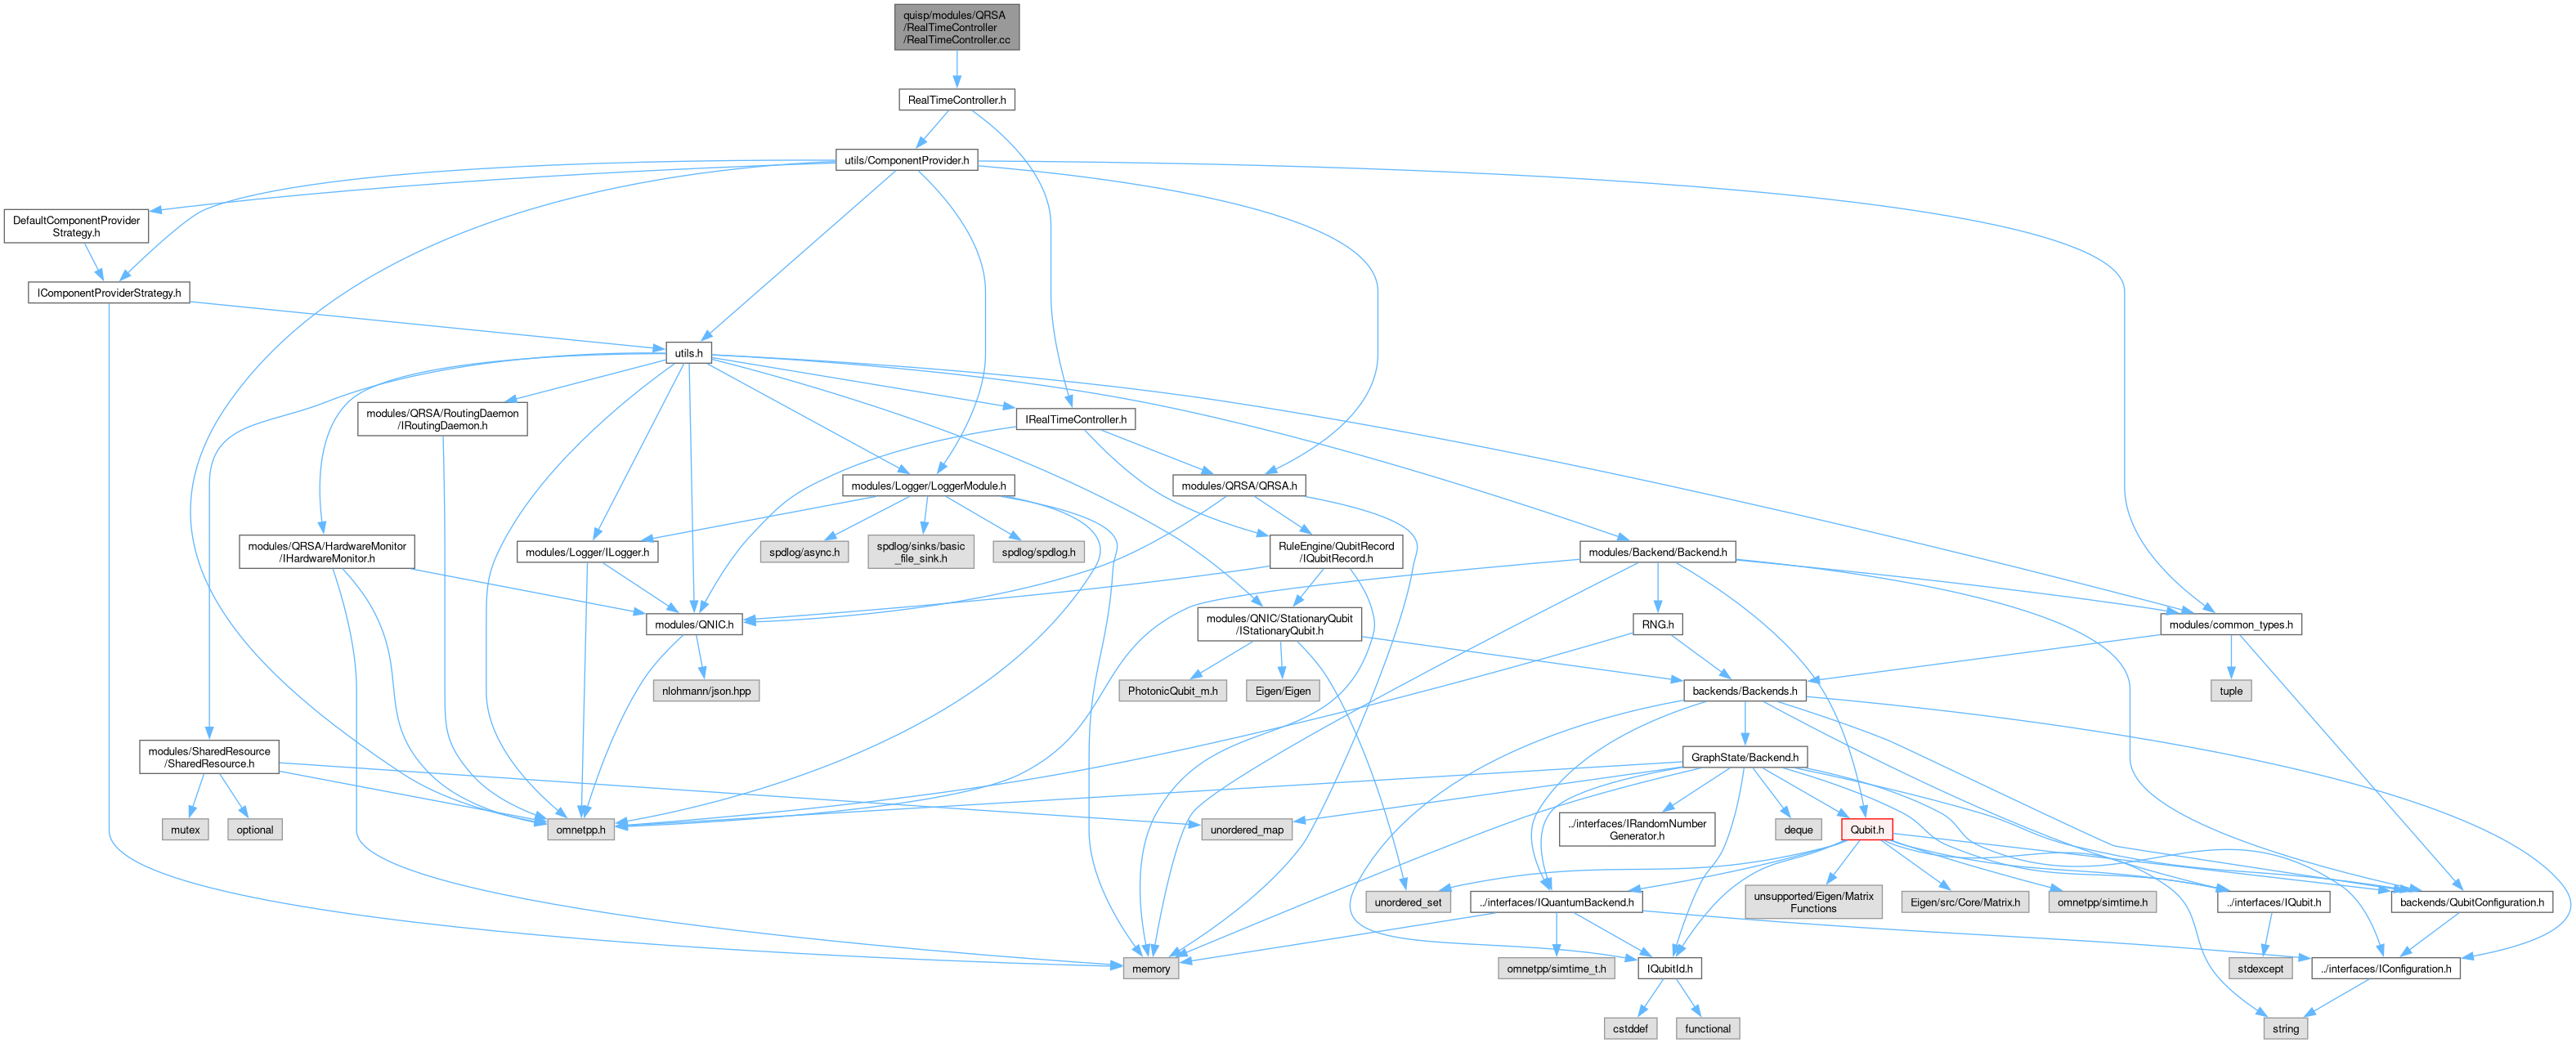 quisp/modules/QRSA
/RealTimeController
/RealTimeController.cc
RealTimeController.h
utils/ComponentProvider.h
DefaultComponentProvider
Strategy.h
IComponentProviderStrategy.h
utils.h
modules/QRSA/RoutingDaemon
/IRoutingDaemon.h
IRealTimeController.h
modules/Logger/LoggerModule.h
modules/QRSA/QRSA.h
modules/QRSA/HardwareMonitor
/IHardwareMonitor.h
modules/Logger/ILogger.h
spdlog/async.h
spdlog/sinks/basic
_file_sink.h
spdlog/spdlog.h
RuleEngine/QubitRecord
/IQubitRecord.h
modules/Backend/Backend.h
modules/QNIC.h
modules/QNIC/StationaryQubit
/IStationaryQubit.h
RNG.h
modules/common_types.h
nlohmann/json.hpp
PhotonicQubit_m.h
Eigen/Eigen
backends/Backends.h
tuple
modules/SharedResource
/SharedResource.h
GraphState/Backend.h
mutex
optional
omnetpp.h
unordered_map
../interfaces/IRandomNumber
Generator.h
deque
Qubit.h
unordered_set
../interfaces/IQuantumBackend.h
unsupported/Eigen/Matrix
Functions
Eigen/src/Core/Matrix.h
omnetpp/simtime.h
../interfaces/IQubit.h
backends/QubitConfiguration.h
memory
omnetpp/simtime_t.h
IQubitId.h
stdexcept
../interfaces/IConfiguration.h
cstddef
functional
string